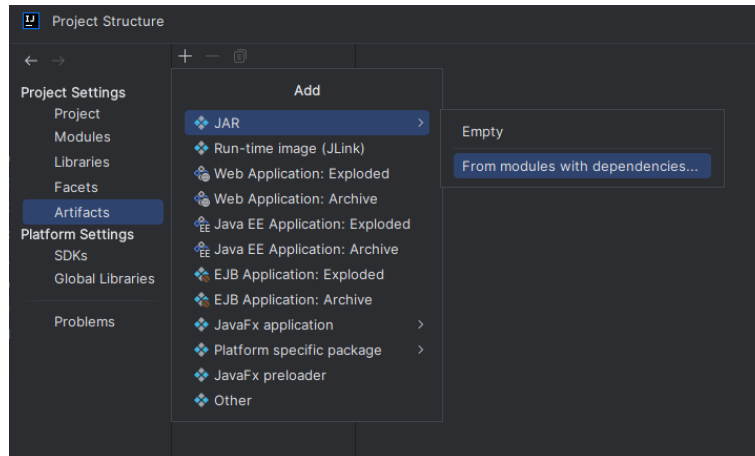 Project Structure
Project Settings
Project
Modules
Libraries
Facets
Artifacts
Platform Settings
SDKs
Global Libraries
Problems
Add
JAR
Run-time image (JLink)
Web Application: Exploded
Web Application: Archive
Java EE Application: Exploded
Java EE Application: Archive
EJB Application: Exploded
EJB Application: Archive
JavaFx application
Platform specific package
JavaFx preloader
Other
Empty
From modules with dependencies...